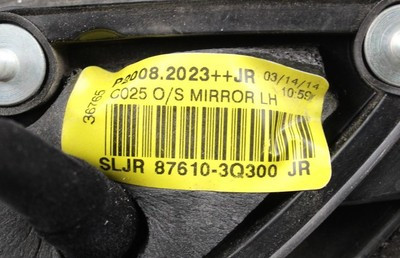 P2008.2023++JR 03/14/14
C025 O/S MIRROR LH 10:59
36765
SLJR 87610-3Q300 JR